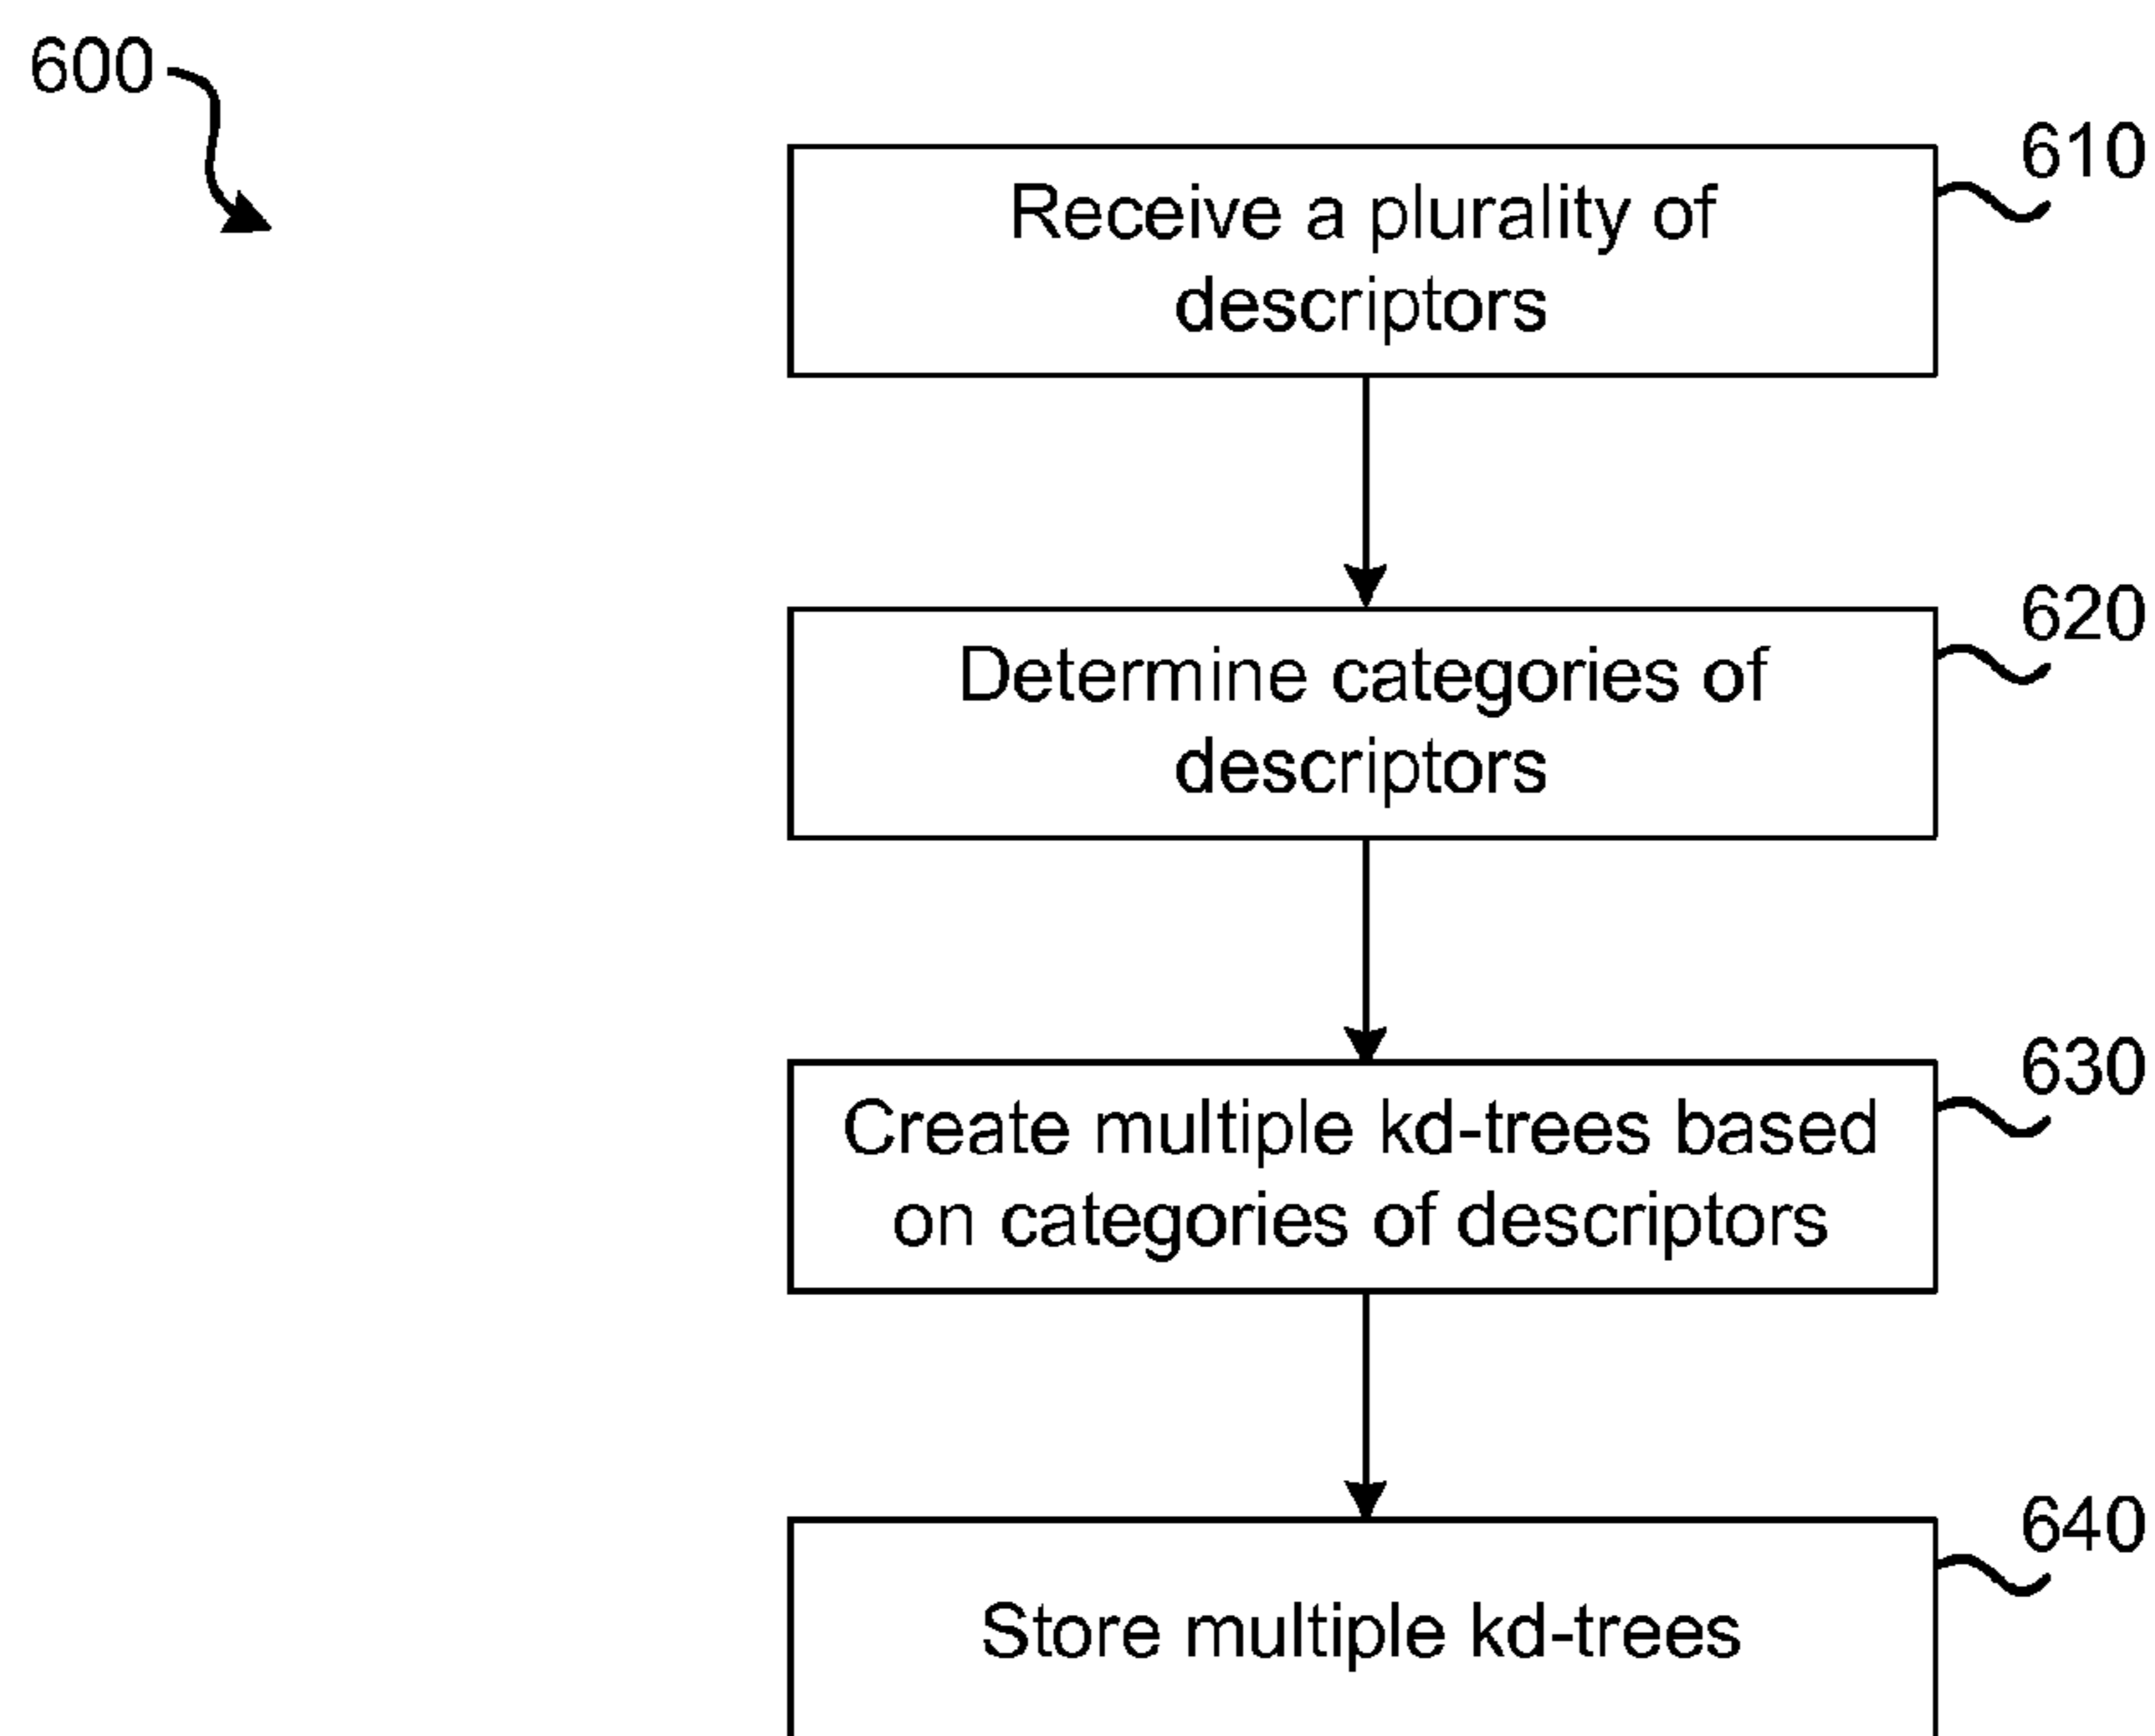 600
610
Receive a plurality of
descriptors
620
Determine categories of
descriptors
630
Create multiple kd-trees based
on categories of descriptors
640
Store multiple kd-trees